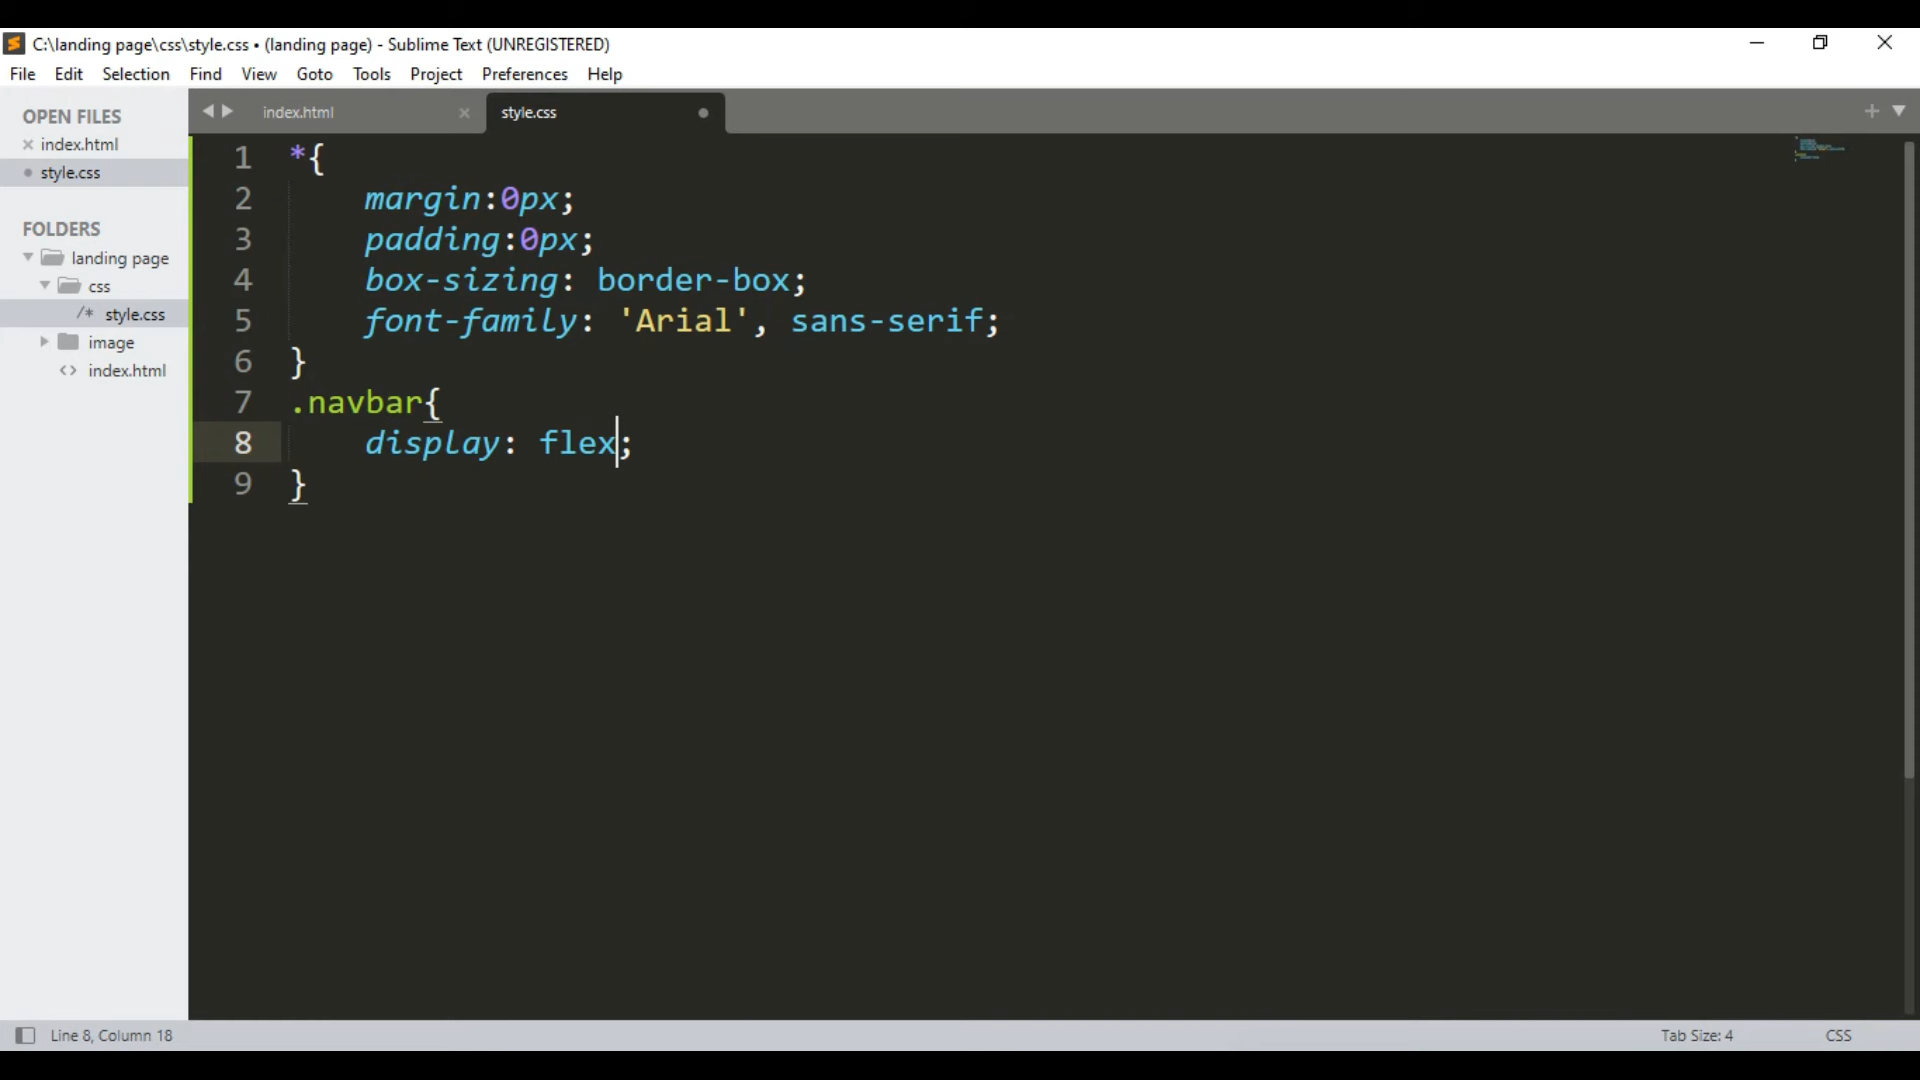 C:\landing page\css\style.css • (landing page) - Sublime Text (UNREGISTERED)
File Edit Selection Find View Goto Tools Project Preferences Help
OPEN FILES
index.html
style.css
FOLDERS
landing page
css
/* style.css
image
<> index.html
index.html style.css
1 *{
2 margin:0px;
3 padding:0px;
4 box-sizing: border-box;
5 font-family: 'Arial', sans-serif;
6 }
7 .navbar{
8 display: flex;
9 }
Line 8, Column 18 Tab Size: 4 CSS